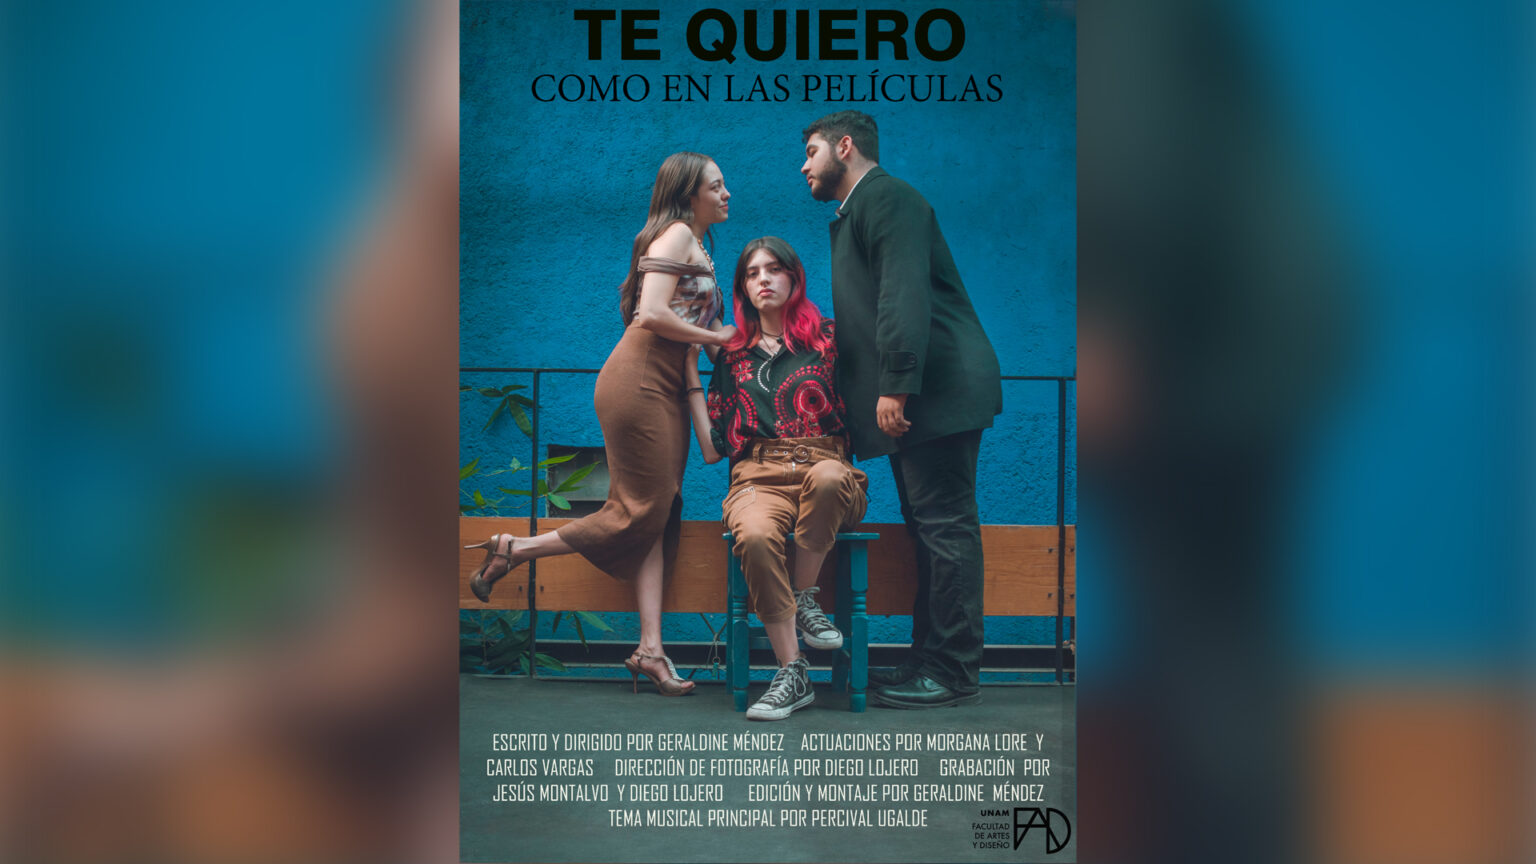 TE QUIERO
COMO EN LAS PELÍCULAS
ESCRITO Y DIRIGIDO POR GERALDINE MÉNDEZ ACTUACIONES POR MORGANA LORE Y
CARLOS VARGAS DIRECCIÓN DE FOTOGRAFÍA POR DIEGO LOJERO GRABACIÓN POR
JESÚS MONTALVO Y DIEGO LOJERO EDICIÓN Y MONTAJE POR GERALDINE MÉNDEZ
TEMA MUSICAL PRINCIPAL POR PERCIVAL UGALDE
UNAM
FACULTAD
DE ARTES
Y DISEÑO
FAD